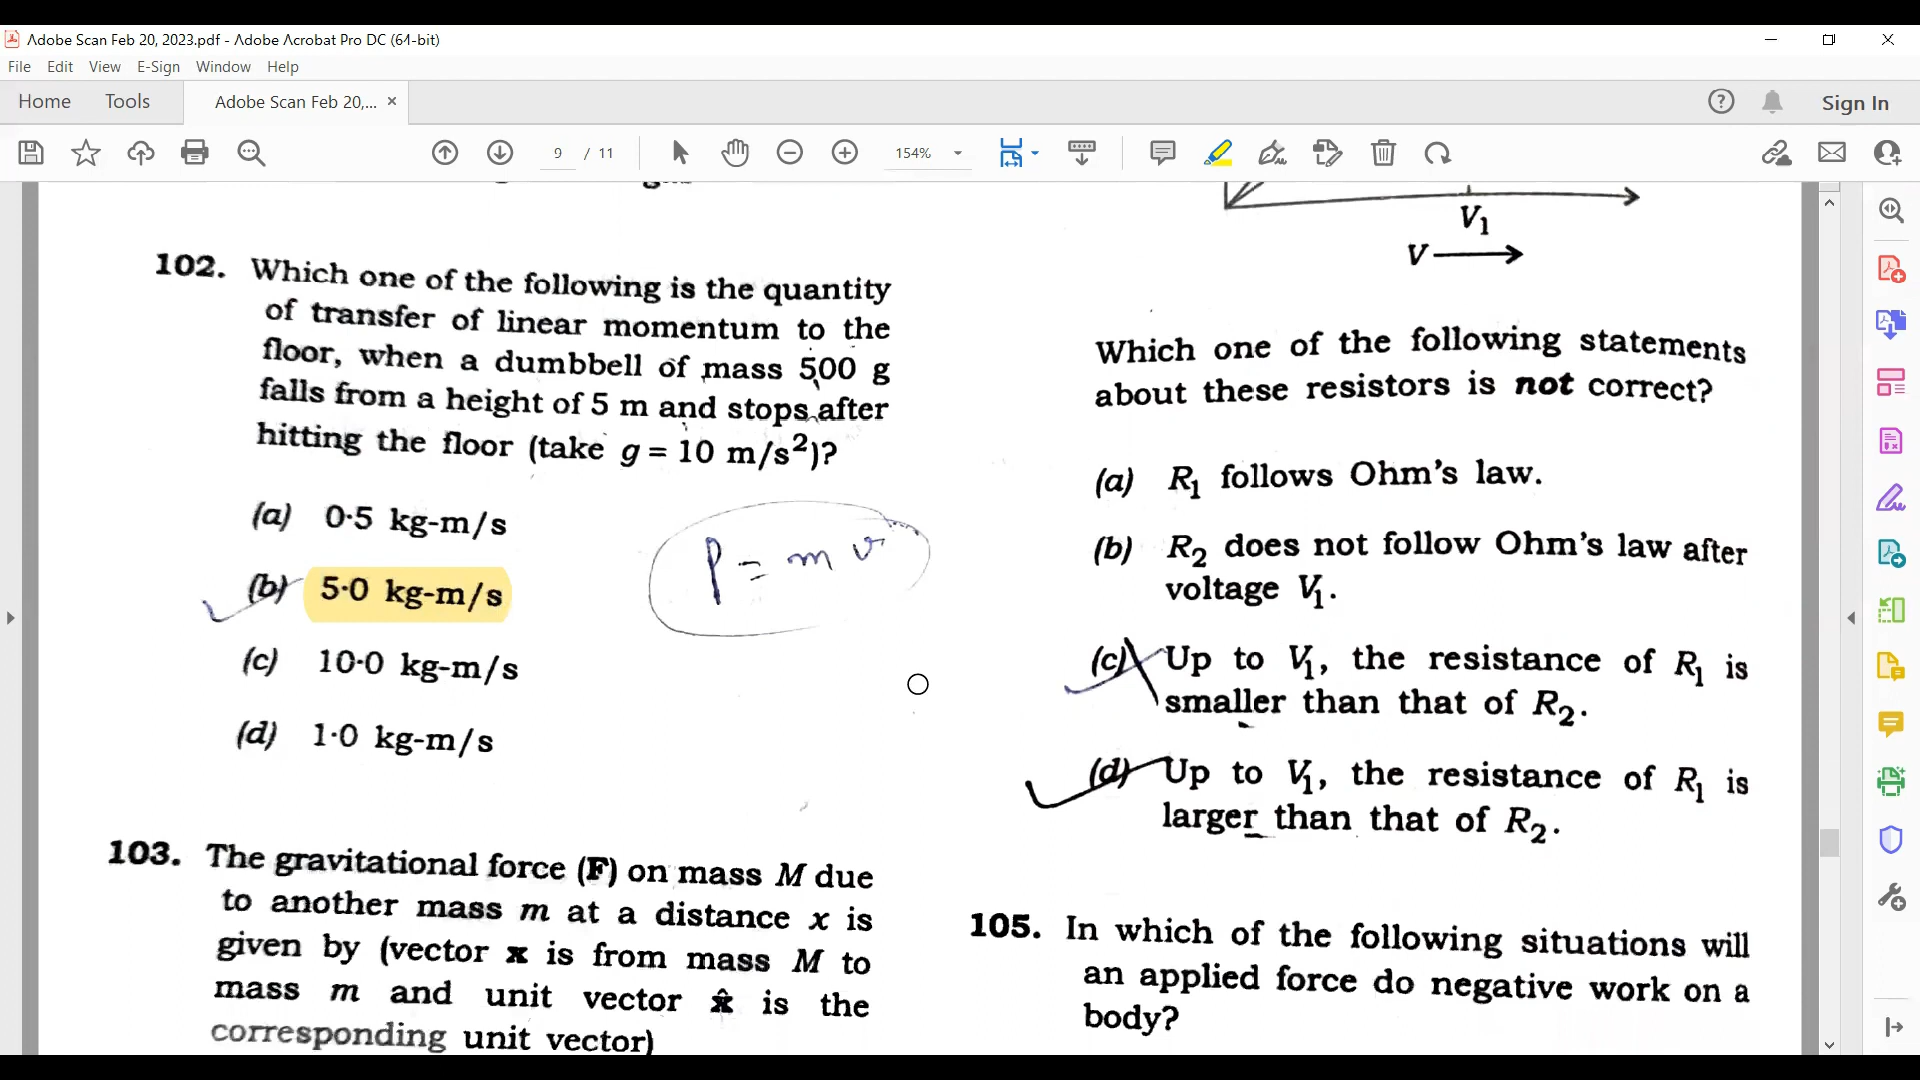 Adobe Scan Feb 20, 2023.pdf - Adobe Acrobat Pro DC (64-bit)
File Edit View E-Sign Window Help
Home Tools Adobe Scan Feb 20,... × Sign In
9 / 11 154%
102. Which one of the following is the quantity
of transfer of linear momentum to the
floor, when a dumbbell of mass 500 g
falls from a height of 5 m and stops after
hitting the floor (take g = 10 m/s²)?
(a) 0·5 kg-m/s
(b) 5·0 kg-m/s
(c) 10·0 kg-m/s
(d) 1·0 kg-m/s
P = m v
103. The gravitational force (F) on mass M due
to another mass m at a distance x is
given by (vector x is from mass M to
mass m and unit vector x̂ is the
corresponding unit vector)
V₁
V
Which one of the following statements
about these resistors is not correct?
(a) R₁ follows Ohm's law.
(b) R₂ does not follow Ohm's law after
voltage V₁.
(c) Up to V₁, the resistance of R₁ is
smaller than that of R₂.
(d) Up to V₁, the resistance of R₁ is
larger than that of R₂.
105. In which of the following situations will
an applied force do negative work on a
body?